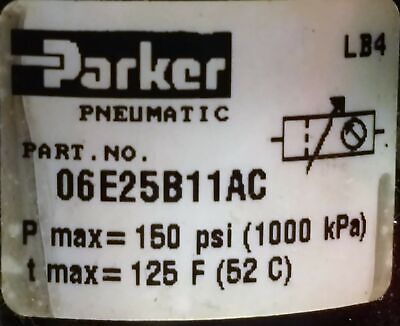 Parker
LB4
PNEUMATIC
PART.NO.
06E25B11AC
P max= 150 psi (1000 kPa)
t max= 125 F (52 C)